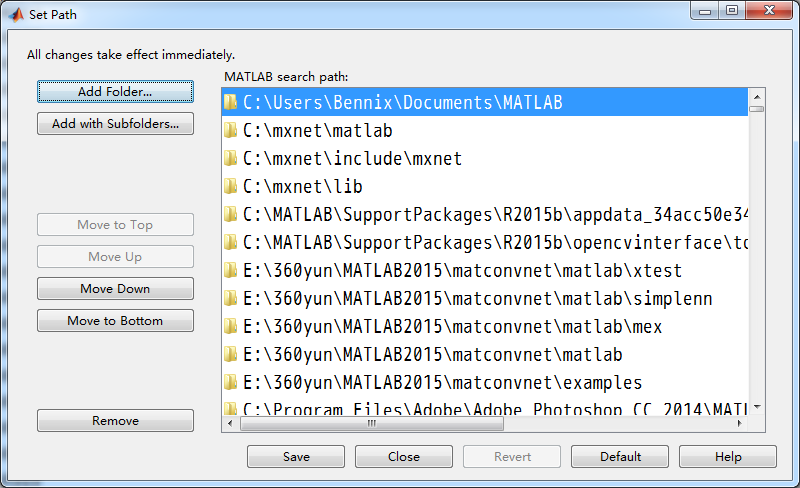 Set Path
All changes take effect immediately.
MATLAB search path:
Add Folder...
Add with Subfolders...
Move to Top
Move Up
Move Down
Move to Bottom
Remove
C:\Users\Bennix\Documents\MATLAB
C:\mxnet\matlab
C:\mxnet\include\mxnet
C:\mxnet\lib
C:\MATLAB\SupportPackages\R2015b\appdata_34acc50e34
C:\MATLAB\SupportPackages\R2015b\opencvinterface\to
E:\360yun\MATLAB2015\matconvnet\matlab\xtest
E:\360yun\MATLAB2015\matconvnet\matlab\simplenn
E:\360yun\MATLAB2015\matconvnet\matlab\mex
E:\360yun\MATLAB2015\matconvnet\matlab
E:\360yun\MATLAB2015\matconvnet\examples
C:\Program Files\Adobe\Adobe Photoshop CC 2014\MATL
Save
Close
Revert
Default
Help